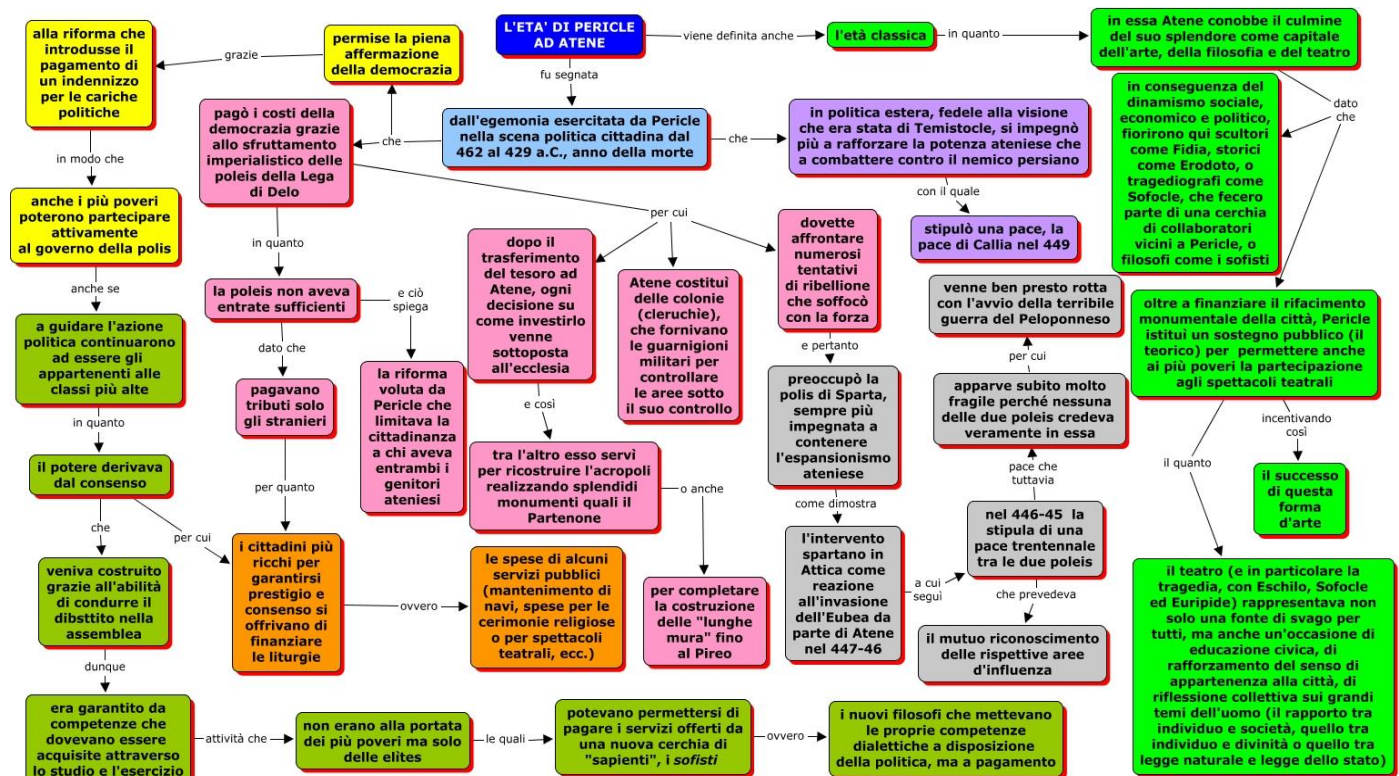 L'ETA' DI PERICLE
AD ATENE
viene definita anche
l'età classica
in quanto
in essa Atene conobbe il culmine
del suo splendore come capitale
dell'arte, della filosofia e del teatro
dato
che
in conseguenza del
dinamismo sociale,
economico e politico,
fiorirono qui scultori
come Fidia, storici
come Erodoto, o
tragediografi come
Sofocle, che fecero
parte di una cerchia
di collaboratori
vicini a Pericle, o
filosofi come i sofisti
oltre a finanziare il rifacimento
monumentale della città, Pericle
istituì un sostegno pubblico (il
teorico) per permettere anche
ai più poveri la partecipazione
agli spettacoli teatrali
incentivando
così
il successo
di questa
forma
d'arte
il quanto
il teatro (e in particolare la
tragedia, con Eschilo, Sofocle
ed Euripide) rappresentava non
solo una fonte di svago per
tutti, ma anche un'occasione di
educazione civica, di
rafforzamento del senso di
appartenenza alla città, di
riflessione collettiva sui grandi
temi dell'uomo (il rapporto tra
individuo e società, quello tra
individuo e divinità o quello tra
legge naturale e legge dello stato)
fu segnata
dall'egemonia esercitata da Pericle
nella scena politica cittadina dal
462 al 429 a.C., anno della morte
che
in politica estera, fedele alla visione
che era stata di Temistocle, si impegnò
più a rafforzare la potenza ateniese che
a combattere contro il nemico persiano
con il quale
stipulò una pace, la
pace di Callia nel 449
che
permise la piena
affermazione
della democrazia
grazie
alla riforma che
introdusse il
pagamento di
un indennizzo
per le cariche
politiche
in modo che
anche i più poveri
poterono partecipare
attivamente
al governo della polis
anche se
a guidare l'azione
politica continuarono
ad essere gli
appartenenti alle
classi più alte
in quanto
il potere derivava
dal consenso
che
per cui
veniva costruito
grazie all'abilità
di condurre il
dibsttito nella
assemblea
dunque
era garantito da
competenze che
dovevano essere
acquisite attraverso
lo studio e l'esercizio
attività che
non erano alla portata
dei più poveri ma solo
delle elites
le quali
potevano permettersi di
pagare i servizi offerti da
una nuova cerchia di
"sapienti", i sofisti
ovvero
i nuovi filosofi che mettevano
le proprie competenze
dialettiche a disposizione
della politica, ma a pagamento
pagò i costi della
democrazia grazie
allo sfruttamento
imperialistico delle
poleis della Lega
di Delo
in quanto
la poleis non aveva
entrate sufficienti
dato che
pagavano
tributi solo
gli stranieri
per quanto
i cittadini più
ricchi per
garantirsi
prestigio e
consenso si
offrivano di
finanziare
le liturgie
ovvero
le spese di alcuni
servizi pubblici
(mantenimento di
navi, spese per le
cerimonie religiose
o per spettacoli
teatrali, ecc.)
e ciò
spiega
la riforma
voluta da
Pericle che
limitava la
cittadinanza
a chi aveva
entrambi i
genitori
ateniesi
per cui
dopo il
trasferimento
del tesoro ad
Atene, ogni
decisione su
come investirlo
venne
sottoposta
all'ecclesia
e così
tra l'altro esso servì
per ricostruire l'acropoli
realizzando splendidi
monumenti quali il
Partenone
o anche
per completare
la costruzione
delle "lunghe
mura" fino
al Pireo
Atene costituì
delle colonie
(cleruchie),
che fornivano
le guarnigioni
militari per
controllare
le aree sotto
il suo controllo
dovette
affrontare
numerosi
tentativi
di ribellione
che soffocò
con la forza
e pertanto
preoccupò la
polis di Sparta,
sempre più
impegnata a
contenere
l'espansionismo
ateniese
come dimostra
l'intervento
spartano in
Attica come
reazione
all'invasione
dell'Eubea da
parte di Atene
nel 447-46
a cui
seguì
nel 446-45 la
stipula di una
pace trentennale
tra le due poleis
che prevedeva
il mutuo riconoscimento
delle rispettive aree
d'influenza
pace che
tuttavia
apparve subito molto
fragile perché nessuna
delle due poleis credeva
veramente in essa
per cui
venne ben presto rotta
con l'avvio della terribile
guerra del Peloponneso